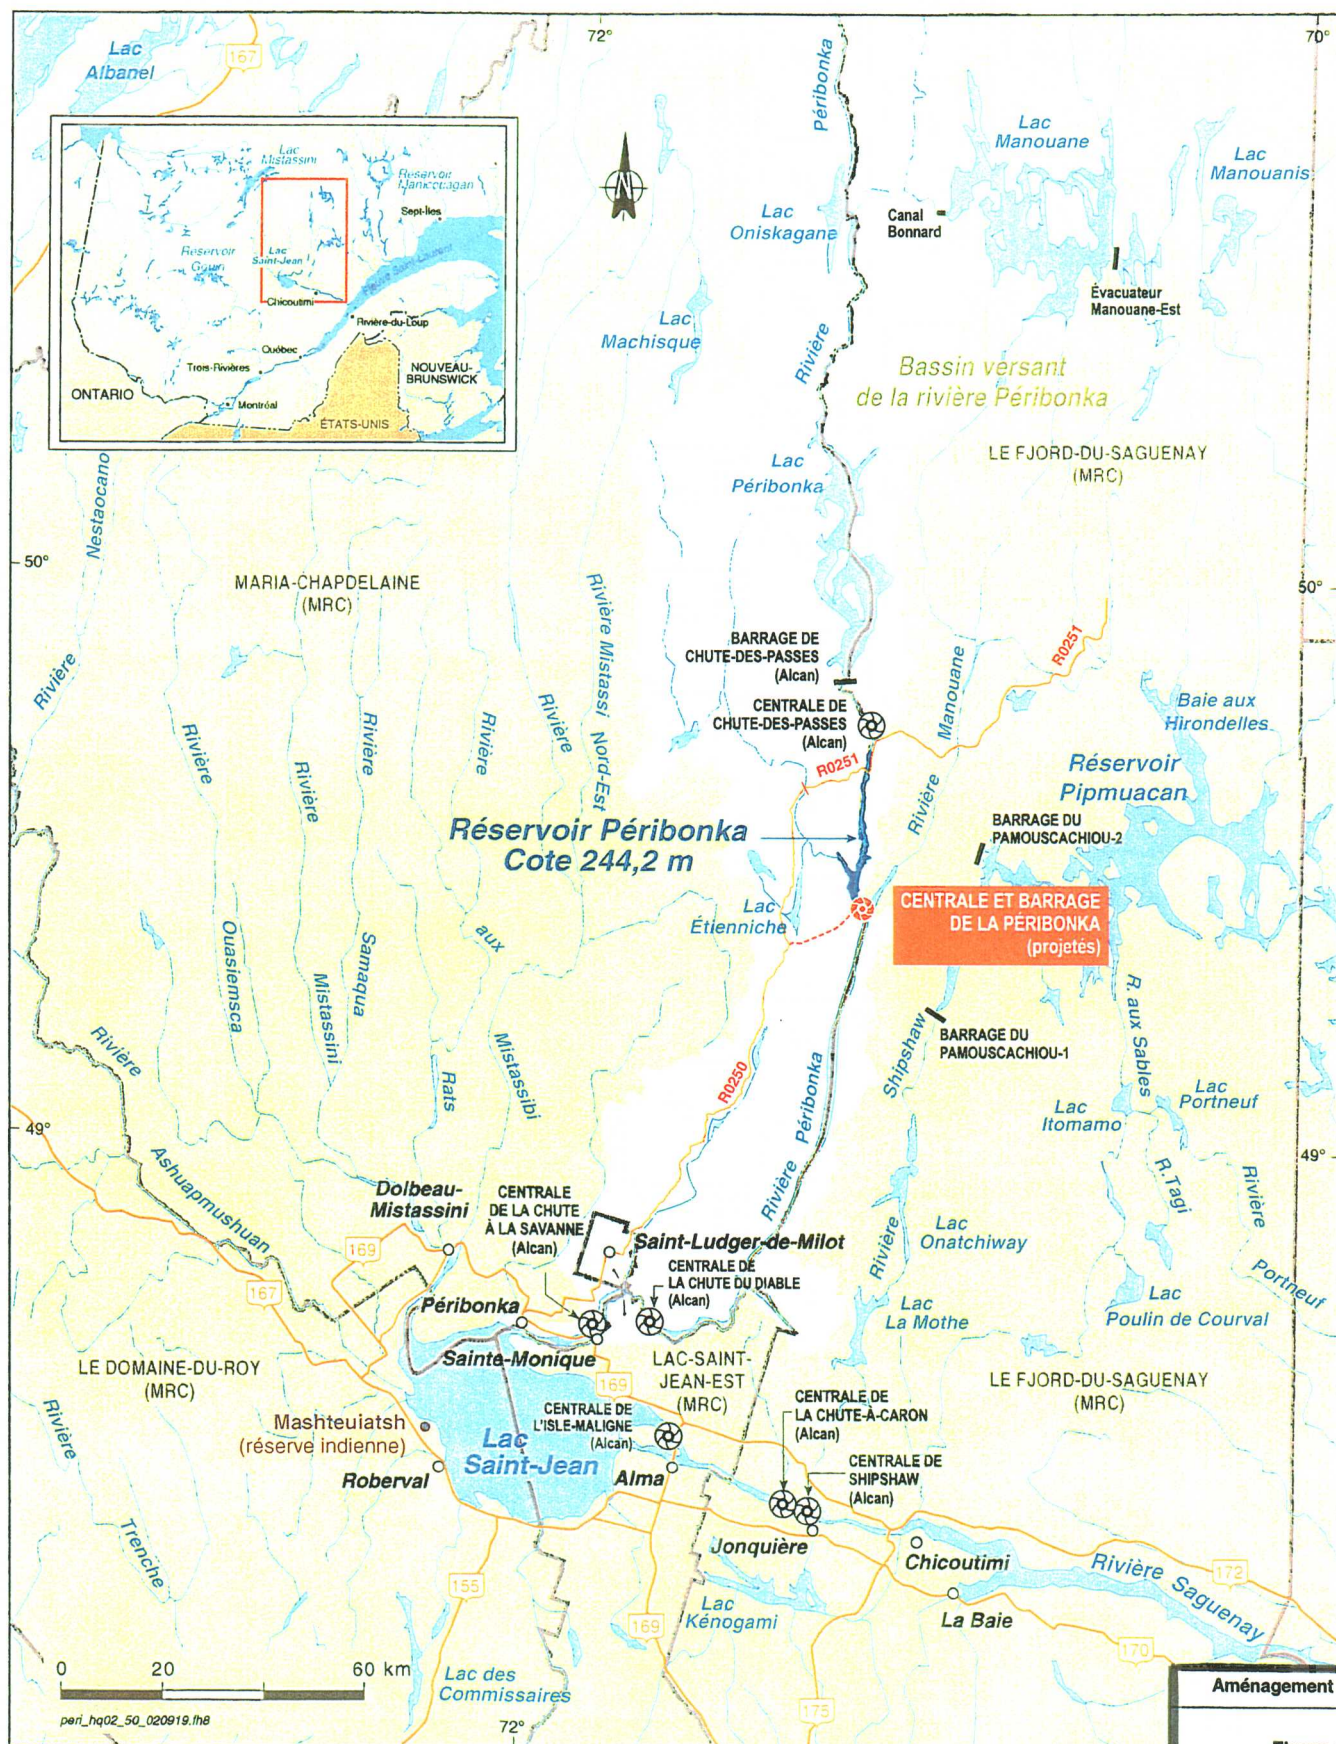 72°
70°
Lac
Albanel
167
Péribonka
Lac
Manouane
Lac
Manouanis
Lac
Mistassini
Réservoir
Manicouagan
Sept-Îles
Réservoir
Gouin
Lac
Saint-Jean
Fleuve Saint-Laurent
Chicoutimi
Rivière-du-Loup
Québec
Trois-Rivières
NOUVEAU-
BRUNSWICK
ONTARIO
Montréal
ÉTATS-UNIS
N
Lac
Oniskagane
Canal
Bonnard
Évacuateur
Manouane-Est
Lac
Machisque
Rivière
Bassin versant
de la rivière Péribonka
LE FJORD-DU-SAGUENAY
(MRC)
Lac
Péribonka
Nestaocano
Rivière
50°
50°
MARIA-CHAPDELAINE
(MRC)
Rivière Mistassi Nord-Est
BARRAGE DE
CHUTE-DES-PASSES
(Alcan)
CENTRALE DE
CHUTE-DES-PASSES
(Alcan)
R0251
R0251
Rivière Manouane
Baie aux
Hirondelles
Réservoir
Pipmuacan
BARRAGE DU
PAMOUSCACHIOU-2
Réservoir Péribonka
Cote 244,2 m
Lac
Étienniche
CENTRALE ET BARRAGE
DE LA PÉRIBONKA
(projetés)
BARRAGE DU
PAMOUSCACHIOU-1
Rivière
Ouasiemsca
Rivière
Mistassini
Rivière
Samaqua
Rivière
aux
Rats
Rivière
Mistassibi
R0250
Rivière Péribonka
Rivière
Shipshaw
R. aux Sables
Lac
Portneuf
Lac
Itomamo
R. Tagi
Rivière
Portneuf
49°
49°
Rivière
Ashuapmushuan
Dolbeau-
Mistassini
CENTRALE
DE LA CHUTE
À LA SAVANNE
(Alcan)
Saint-Ludger-de-Milot
CENTRALE DE
LA CHUTE DU DIABLE
(Alcan)
Lac
Onatchiway
Lac
La Mothe
Lac
Poulin de Courval
169
167
Péribonka
Sainte-Monique
LE DOMAINE-DU-ROY
(MRC)
LAC-SAINT-
JEAN-EST
(MRC)
LE FJORD-DU-SAGUENAY
(MRC)
169
Rivière
Trenche
Mashteuiatsh
(réserve indienne)
CENTRALE DE
L'ISLE-MALIGNE
(Alcan)
CENTRALE DE
LA CHUTE-À-CARON
(Alcan)
CENTRALE DE
SHIPSHAW
(Alcan)
Lac
Saint-Jean
Roberval
Alma
Jonquière
Chicoutimi
La Baie
Rivière Saguenay
172
155
169
Lac
Kénogami
170
175
Lac des
Commissaires
0 20 60 km
peri_hq02_50_020919.fh8
72°
Aménagement